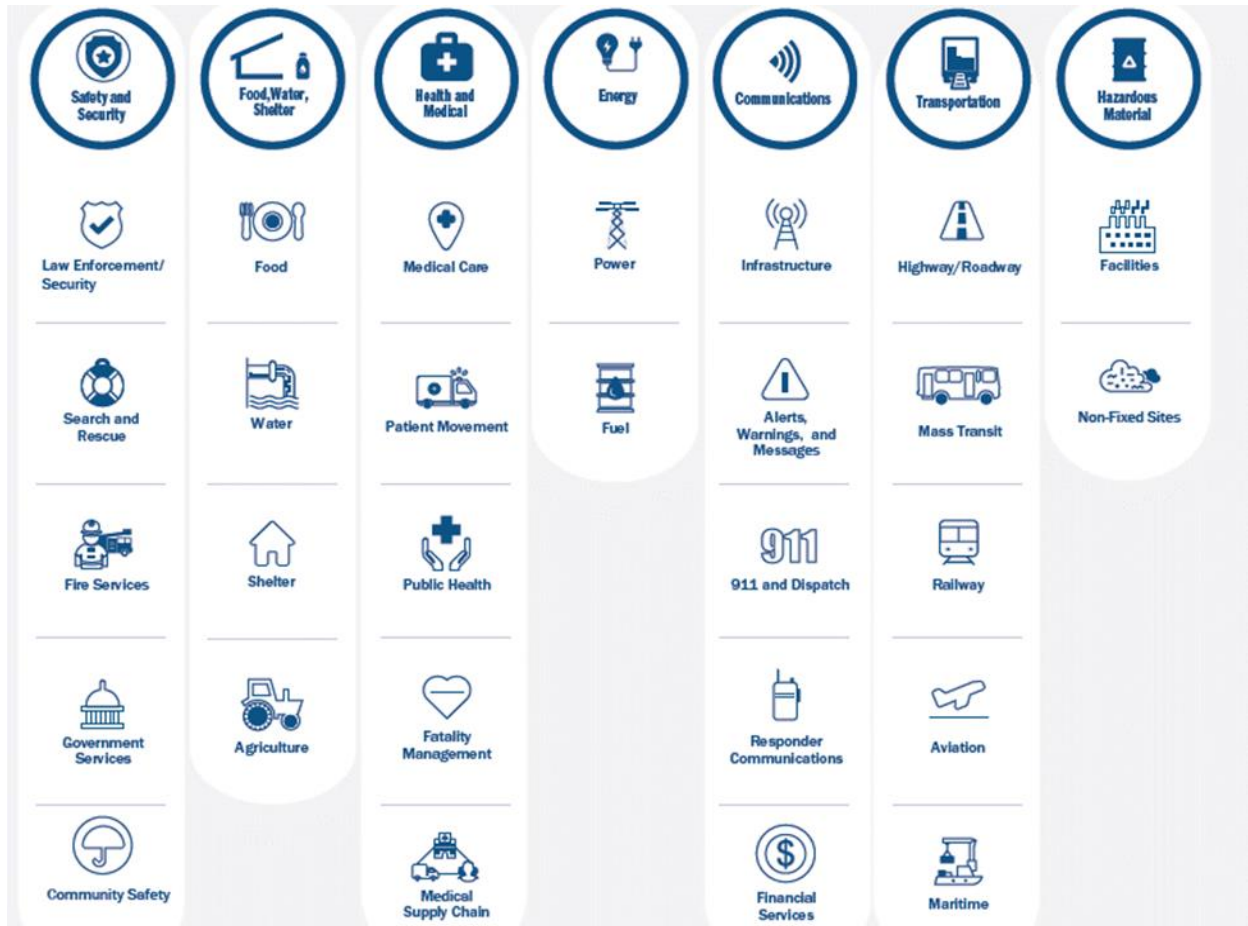 Safety and
Security
Food,Water,
Shelter
Health and
Medical
Energy
Communications
Transportation
Hazardous
Material
Law Enforcement/
Security
Food
Medical Care
Power
Infrastructure
Highway/Roadway
Facilities
Search and
Rescue
Water
Patient Movement
Fuel
Alerts,
Warnings, and
Messages
Mass Transit
Non-Fixed Sites
Fire Services
Shelter
Public Health
911
911 and Dispatch
Railway
Government
Services
Agriculture
Fatality
Management
Responder
Communications
Aviation
Community Safety
Medical
Supply Chain
$
Financial
Services
Maritime